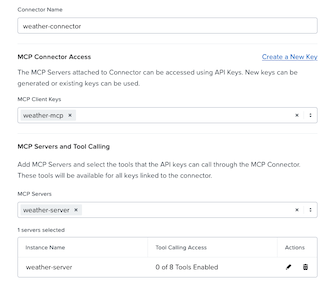 Connector Name
weather-connector
MCP Connector Access
Create a New Key
The MCP Servers attached to Connector can be accessed using API Keys. New keys can be
generated or existing keys can be used.
MCP Client Keys
weather-mcp ×
MCP Servers and Tool Calling
Add MCP Servers and select the tools that the API keys can call through the MCP Connector.
These tools will be available for all keys linked to the connector.
MCP Servers
weather-server ×
1 servers selected
Instance Name Tool Calling Access Actions
weather-server 0 of 8 Tools Enabled